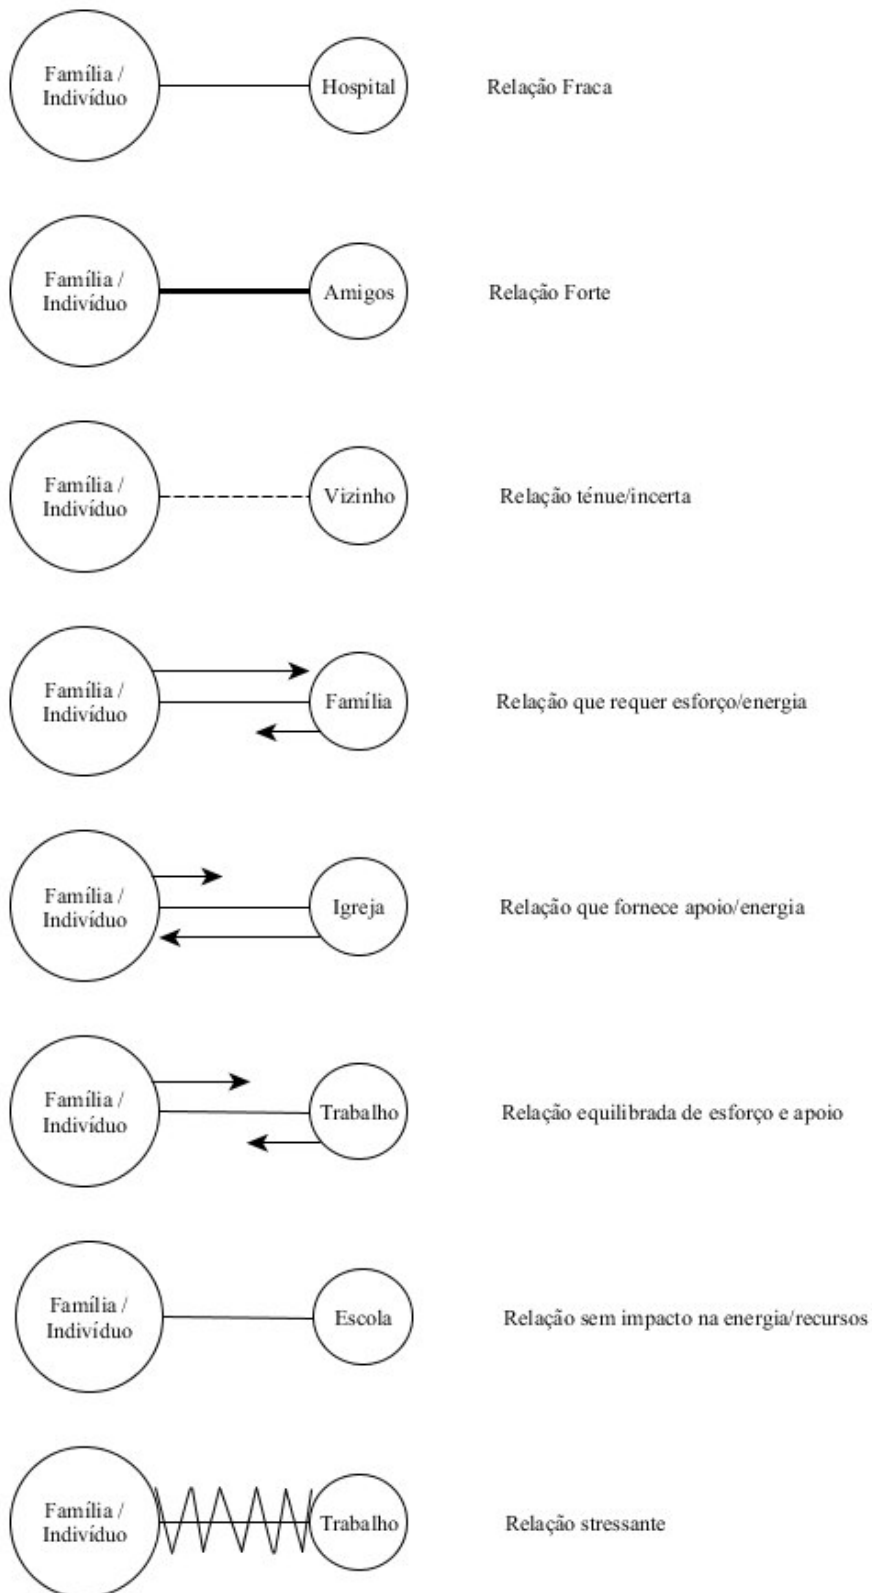 Família /
Indivíduo
Hospital
Relação Fraca
Família /
Indivíduo
Amigos
Relação Forte
Família /
Indivíduo
Vizinho
Relação ténue/incerta
Família /
Indivíduo
Família
Relação que requer esforço/energia
Família /
Indivíduo
Igreja
Relação que fornece apoio/energia
Família /
Indivíduo
Trabalho
Relação equilibrada de esforço e apoio
Família /
Indivíduo
Escola
Relação sem impacto na energia/recursos
Família /
Indivíduo
Trabalho
Relação stressante